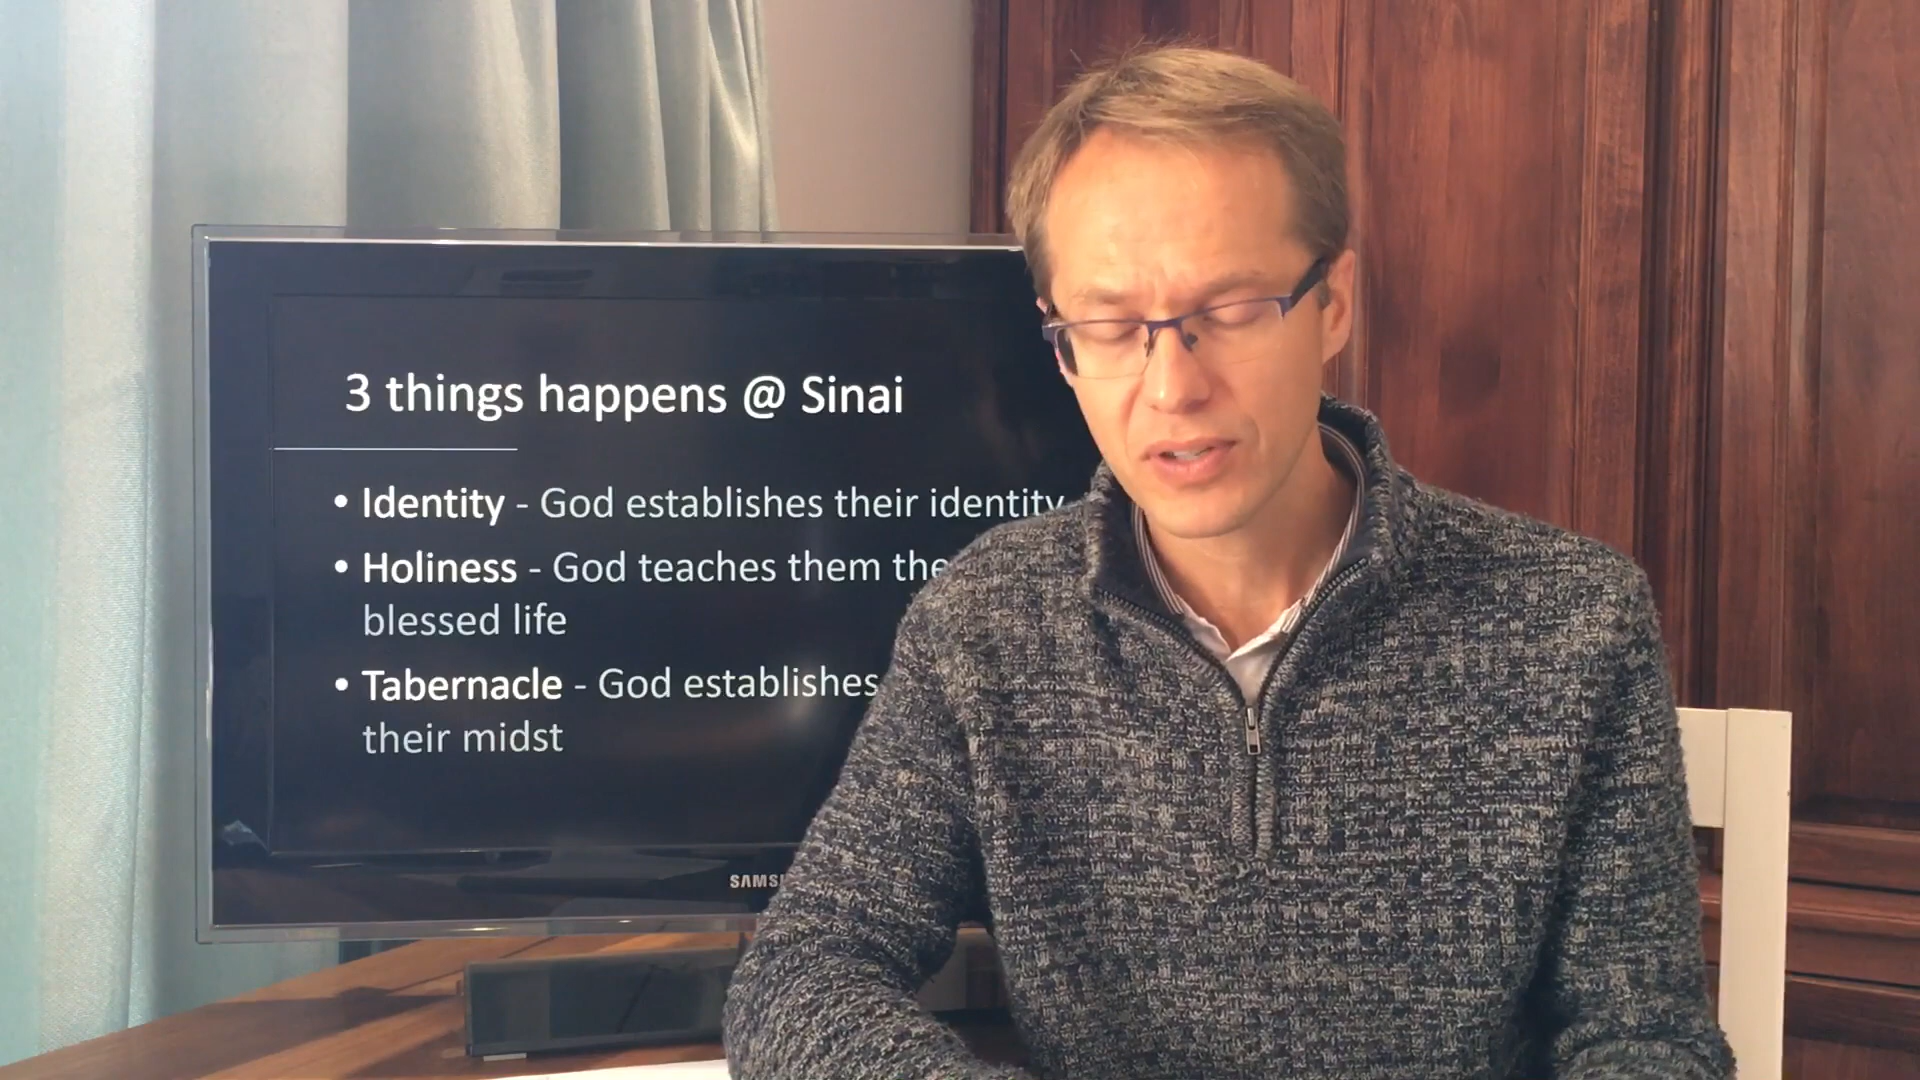 3 things happens @ Sinai
• Identity - God establishes their identity
• Holiness - God teaches them the
blessed life
• Tabernacle - God establishes
their midst